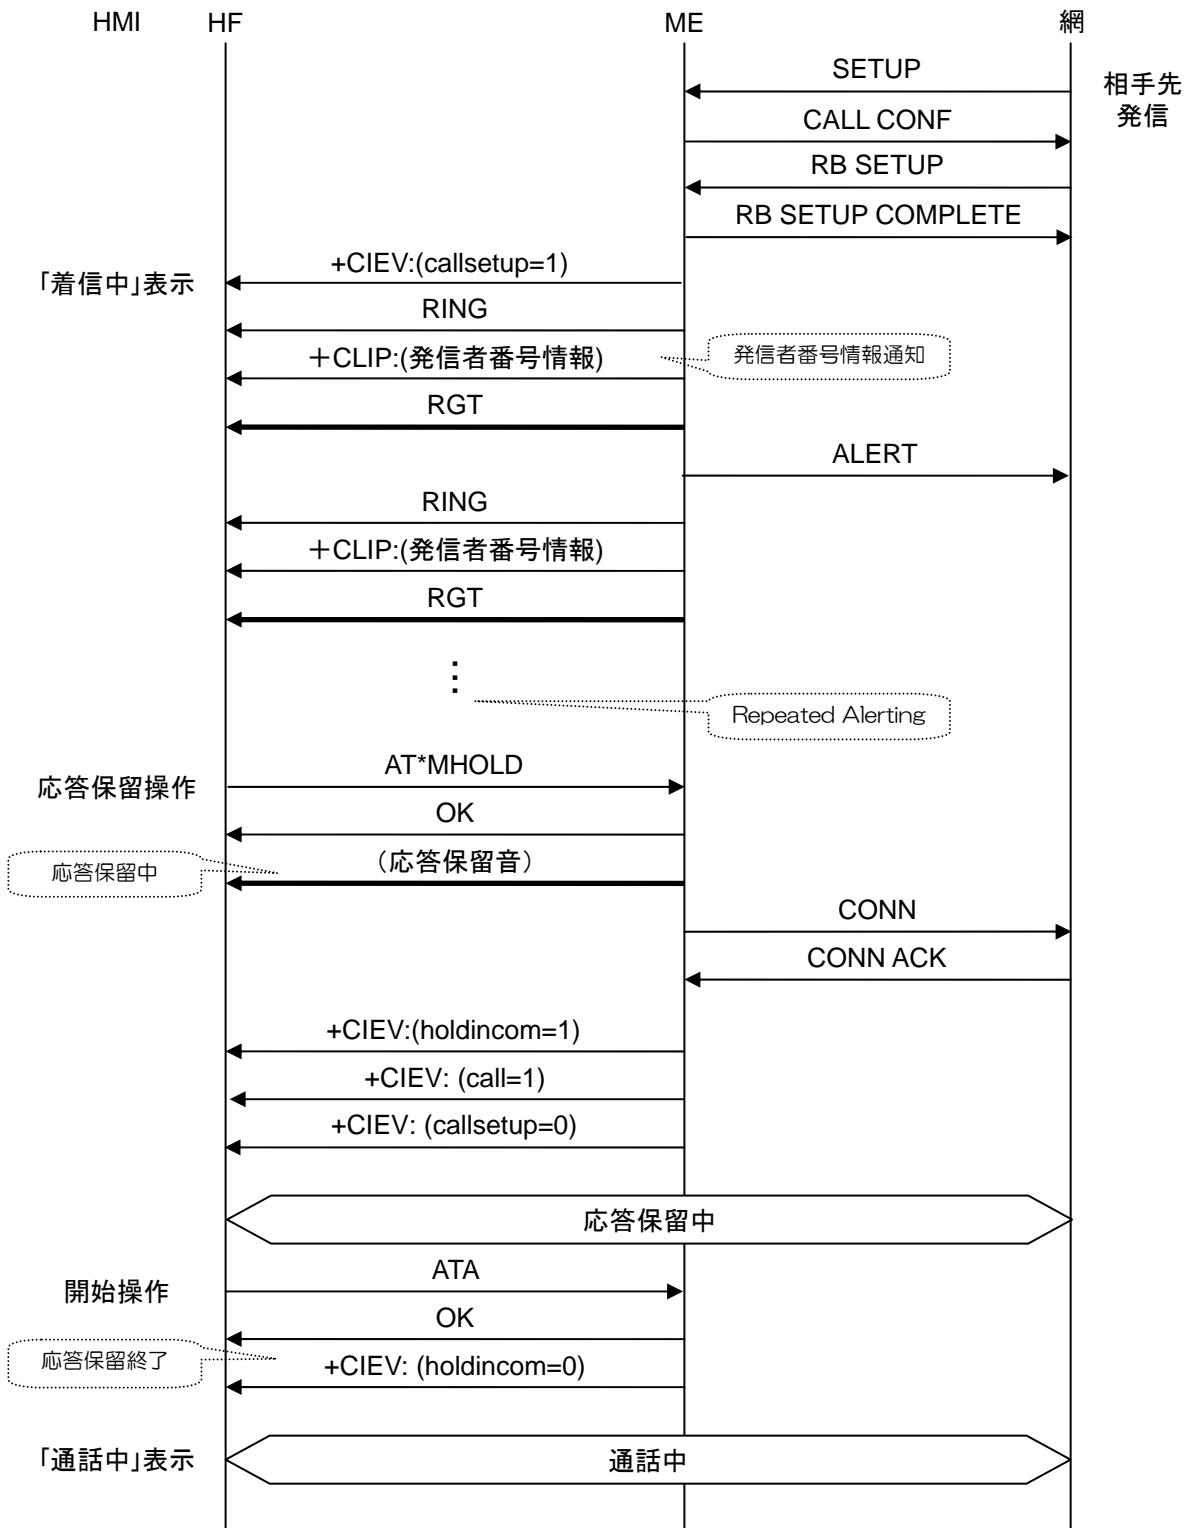 HMI HF ME 網
SETUP
相手先
発信
CALL CONF
RB SETUP
RB SETUP COMPLETE
+CIEV:(callsetup=1)
｢着信中｣表示
RING
＋CLIP:(発信者番号情報)
発信者番号情報通知
RGT
ALERT
RING
＋CLIP:(発信者番号情報)
RGT
⋮
Repeated Alerting
AT*MHOLD
応答保留操作
OK
（応答保留音）
応答保留中
CONN
CONN ACK
+CIEV:(holdincom=1)
+CIEV: (call=1)
+CIEV: (callsetup=0)
応答保留中
ATA
開始操作
OK
応答保留終了
+CIEV: (holdincom=0)
｢通話中｣表示
通話中